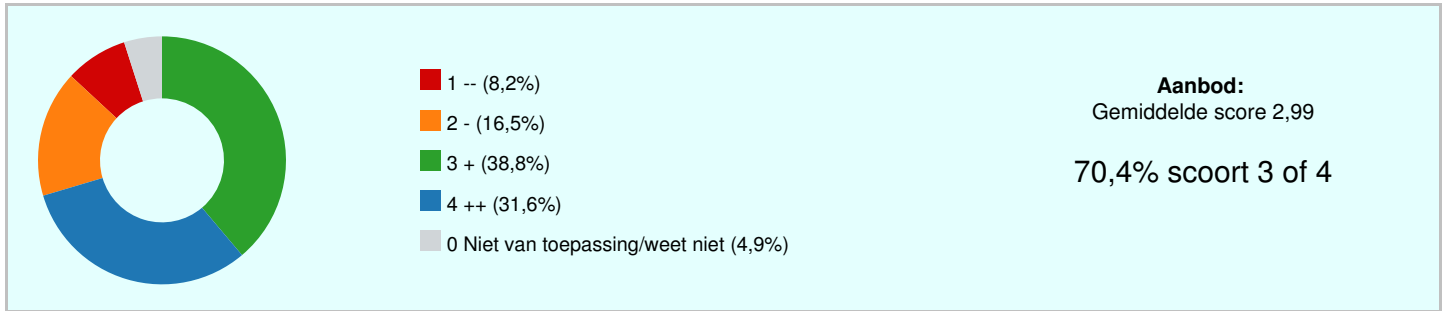 1 -- (8,2%)
2 - (16,5%)
3 + (38,8%)
4 ++ (31,6%)
0 Niet van toepassing/weet niet (4,9%)
Aanbod:
Gemiddelde score 2,99
70,4% scoort 3 of 4